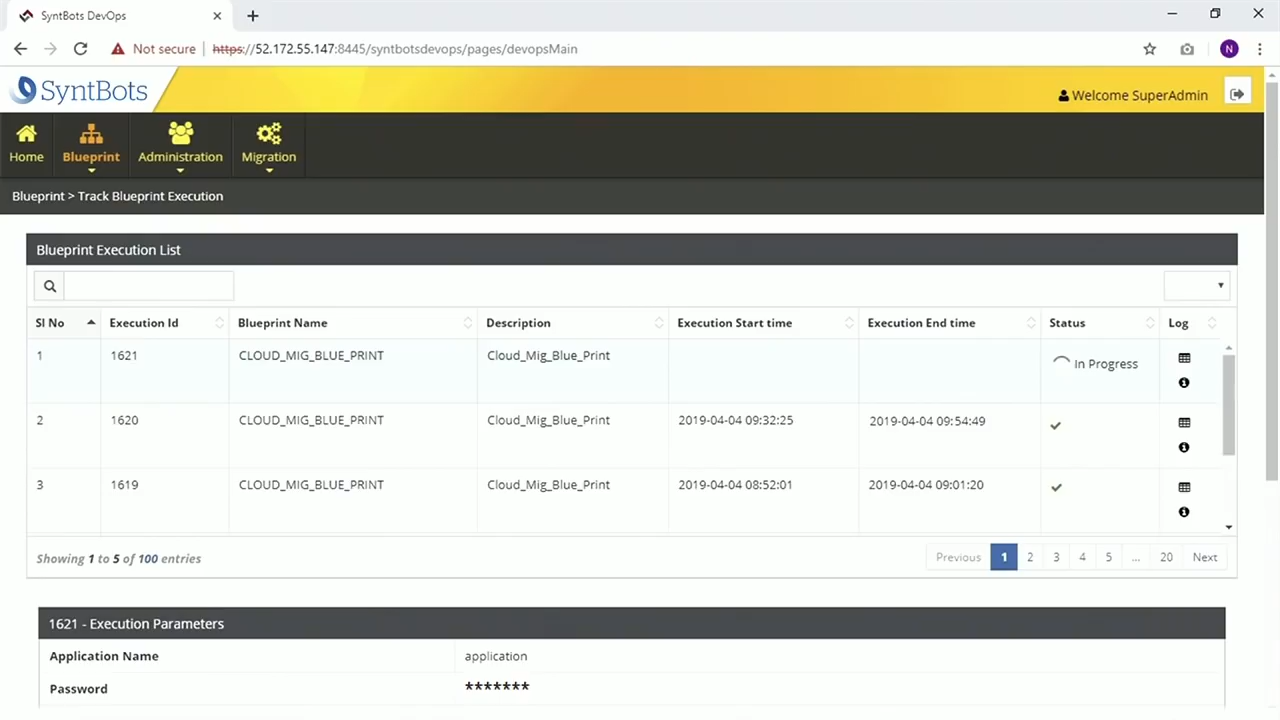 SyntBots DevOps
Not secure https://52.172.55.147:8445/syntbotsdevops/pages/devopsMain N
SyntBots
Welcome SuperAdmin
Home Blueprint Administration Migration
Blueprint > Track Blueprint Execution
Blueprint Execution List
Sl No Execution Id Blueprint Name Description Execution Start time Execution End time Status Log
1 1621 CLOUD_MIG_BLUE_PRINT Cloud_Mig_Blue_Print In Progress
2 1620 CLOUD_MIG_BLUE_PRINT Cloud_Mig_Blue_Print 2019-04-04 09:32:25 2019-04-04 09:54:49
3 1619 CLOUD_MIG_BLUE_PRINT Cloud_Mig_Blue_Print 2019-04-04 08:52:01 2019-04-04 09:01:20
Showing 1 to 5 of 100 entries Previous 1 2 3 4 5 ... 20 Next
1621 - Execution Parameters
Application Name application
Password *******